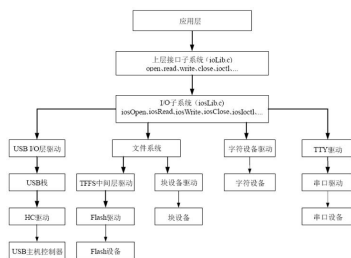 应用层
上层接口子系统（ioLib.c）
open、read、write、close、ioctl、…
I/O子系统（iosLib.c）
iosOpen、iosRead、iosWrite、iosClose、iosIoctl、…
USB I/O层驱动
文件系统
字符设备驱动
TTY驱动
USB栈
TFFS中间层驱动
块设备驱动
字符设备
串口驱动
HC驱动
Flash驱动
块设备
串口设备
USB主机控制器
Flash设备